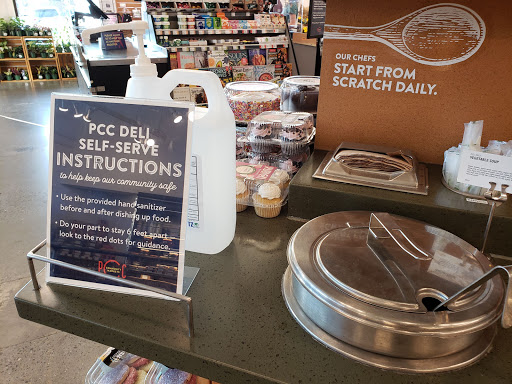 PCC DELI
SELF-SERVE
INSTRUCTIONS
to help keep our community safe
• Use the provided hand sanitizer
before and after dishing up food.
• Do your part to stay 6 feet apart
look to the red dots for guidance.
OUR CHEFS
START FROM
SCRATCH DAILY.
VEGETABLE SOUP